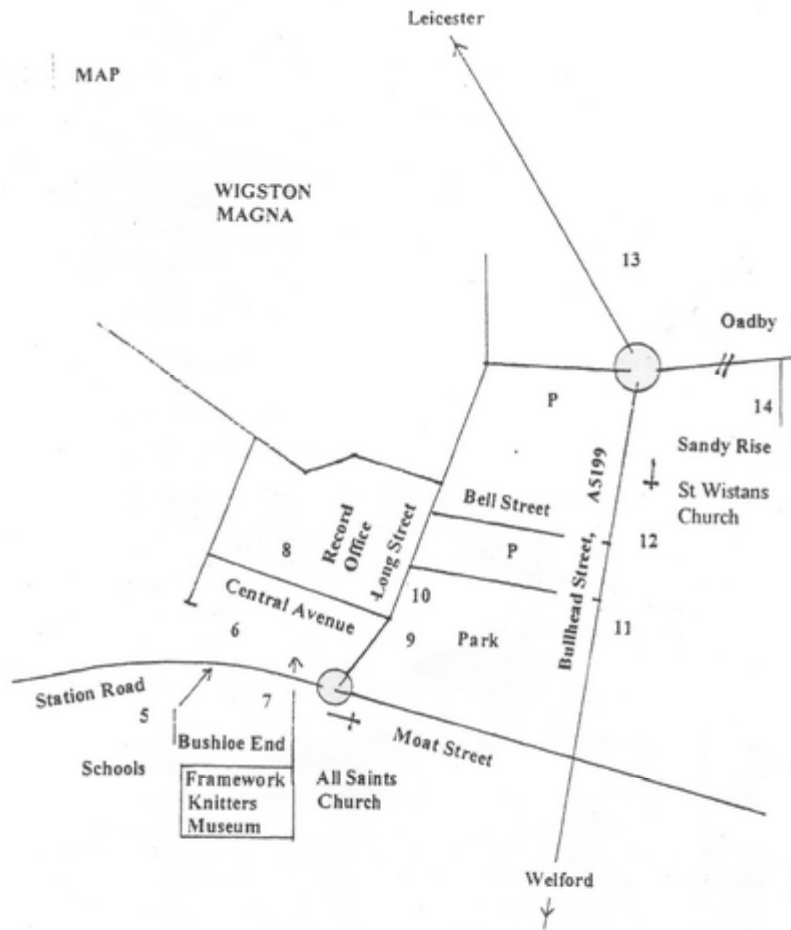 Leicester
MAP
WIGSTON
MAGNA
13
Oadby
P
14
Sandy Rise
A5199
St Wistans
Church
Bell Street
Record
Office
Long Street
8
12
P
Bullhead Street,
Central Avenue
10
11
6
9
Park
Station Road
7
5
Moat Street
Bushloe End
Schools
Framework
Knitters
Museum
All Saints
Church
Welford